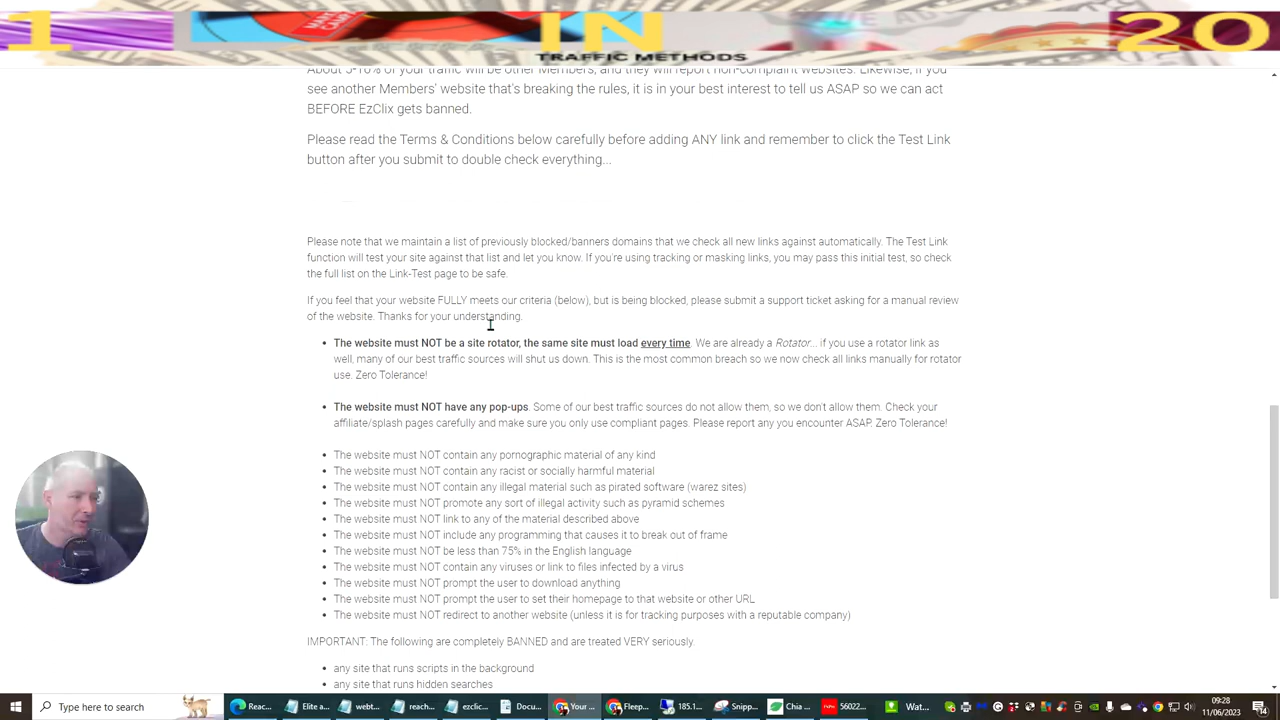 1 IN 20
TRAFFIC METHODS
About 5-10% of your traffic will be other Members, and they will report non-complaint websites. Likewise, if you
see another Members' website that's breaking the rules, it is in your best interest to tell us ASAP so we can act
BEFORE EzClix gets banned.
Please read the Terms & Conditions below carefully before adding ANY link and remember to click the Test Link
button after you submit to double check everything...
Please note that we maintain a list of previously blocked/banners domains that we check all new links against automatically. The Test Link
function will test your site against that list and let you know. If you're using tracking or masking links, you may pass this initial test, so check
the full list on the Link-Test page to be safe.
If you feel that your website FULLY meets our criteria (below), but is being blocked, please submit a support ticket asking for a manual review
of the website. Thanks for your understanding.
• The website must NOT be a site rotator, the same site must load every time. We are already a Rotator... if you use a rotator link as
well, many of our best traffic sources will shut us down. This is the most common breach so we now check all links manually for rotator
use. Zero Tolerance!
• The website must NOT have any pop-ups. Some of our best traffic sources do not allow them, so we don't allow them. Check your
affiliate/splash pages carefully and make sure you only use compliant pages. Please report any you encounter ASAP. Zero Tolerance!
• The website must NOT contain any pornographic material of any kind
• The website must NOT contain any racist or socially harmful material
• The website must NOT contain any illegal material such as pirated software (warez sites)
• The website must NOT promote any sort of illegal activity such as pyramid schemes
• The website must NOT link to any of the material described above
• The website must NOT include any programming that causes it to break out of frame
• The website must NOT be less than 75% in the English language
• The website must NOT contain any viruses or link to files infected by a virus
• The website must NOT prompt the user to download anything
• The website must NOT prompt the user to set their homepage to that website or other URL
• The website must NOT redirect to another website (unless it is for tracking purposes with a reputable company)
IMPORTANT: The following are completely BANNED and are treated VERY seriously.
• any site that runs scripts in the background
• any site that runs hidden searches
Type here to search Reac... Elite a... webt... reach... ezclic... Docu... Your ... Fleep... 185.1... Snipp... Chia ... 56022... 09:28
11/06/2023